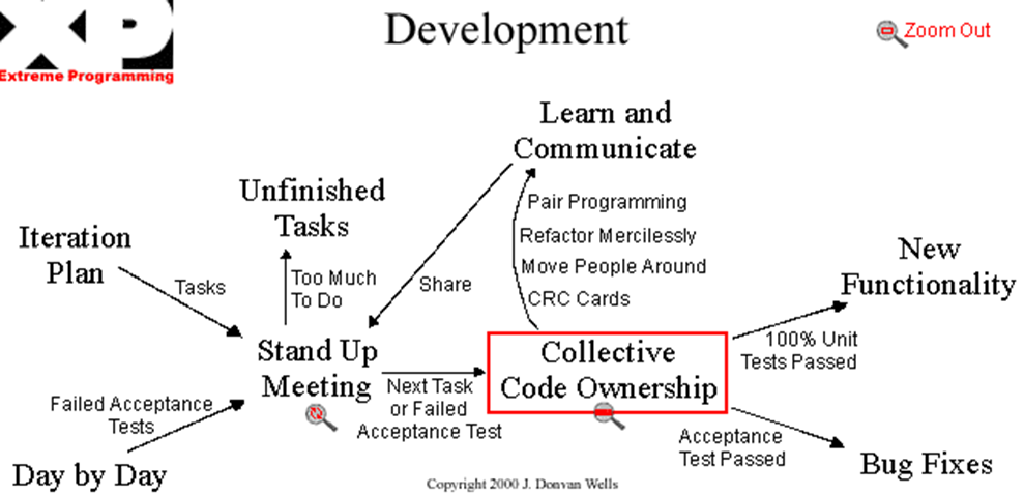 XP
Extreme Programming
Development
Zoom Out
Learn and
Communicate
Unfinished
Tasks
Pair Programming
Refactor Mercilessly
Move People Around
CRC Cards
Iteration
Plan
Tasks
Too Much
To Do
Share
New
Functionality
Stand Up
Meeting
Collective
Code Ownership
100% Unit
Tests Passed
Failed Acceptance
Tests
Next Task
or Failed
Acceptance Test
Acceptance
Test Passed
Day by Day
Bug Fixes
Copyright 2000 J. Donvan Wells